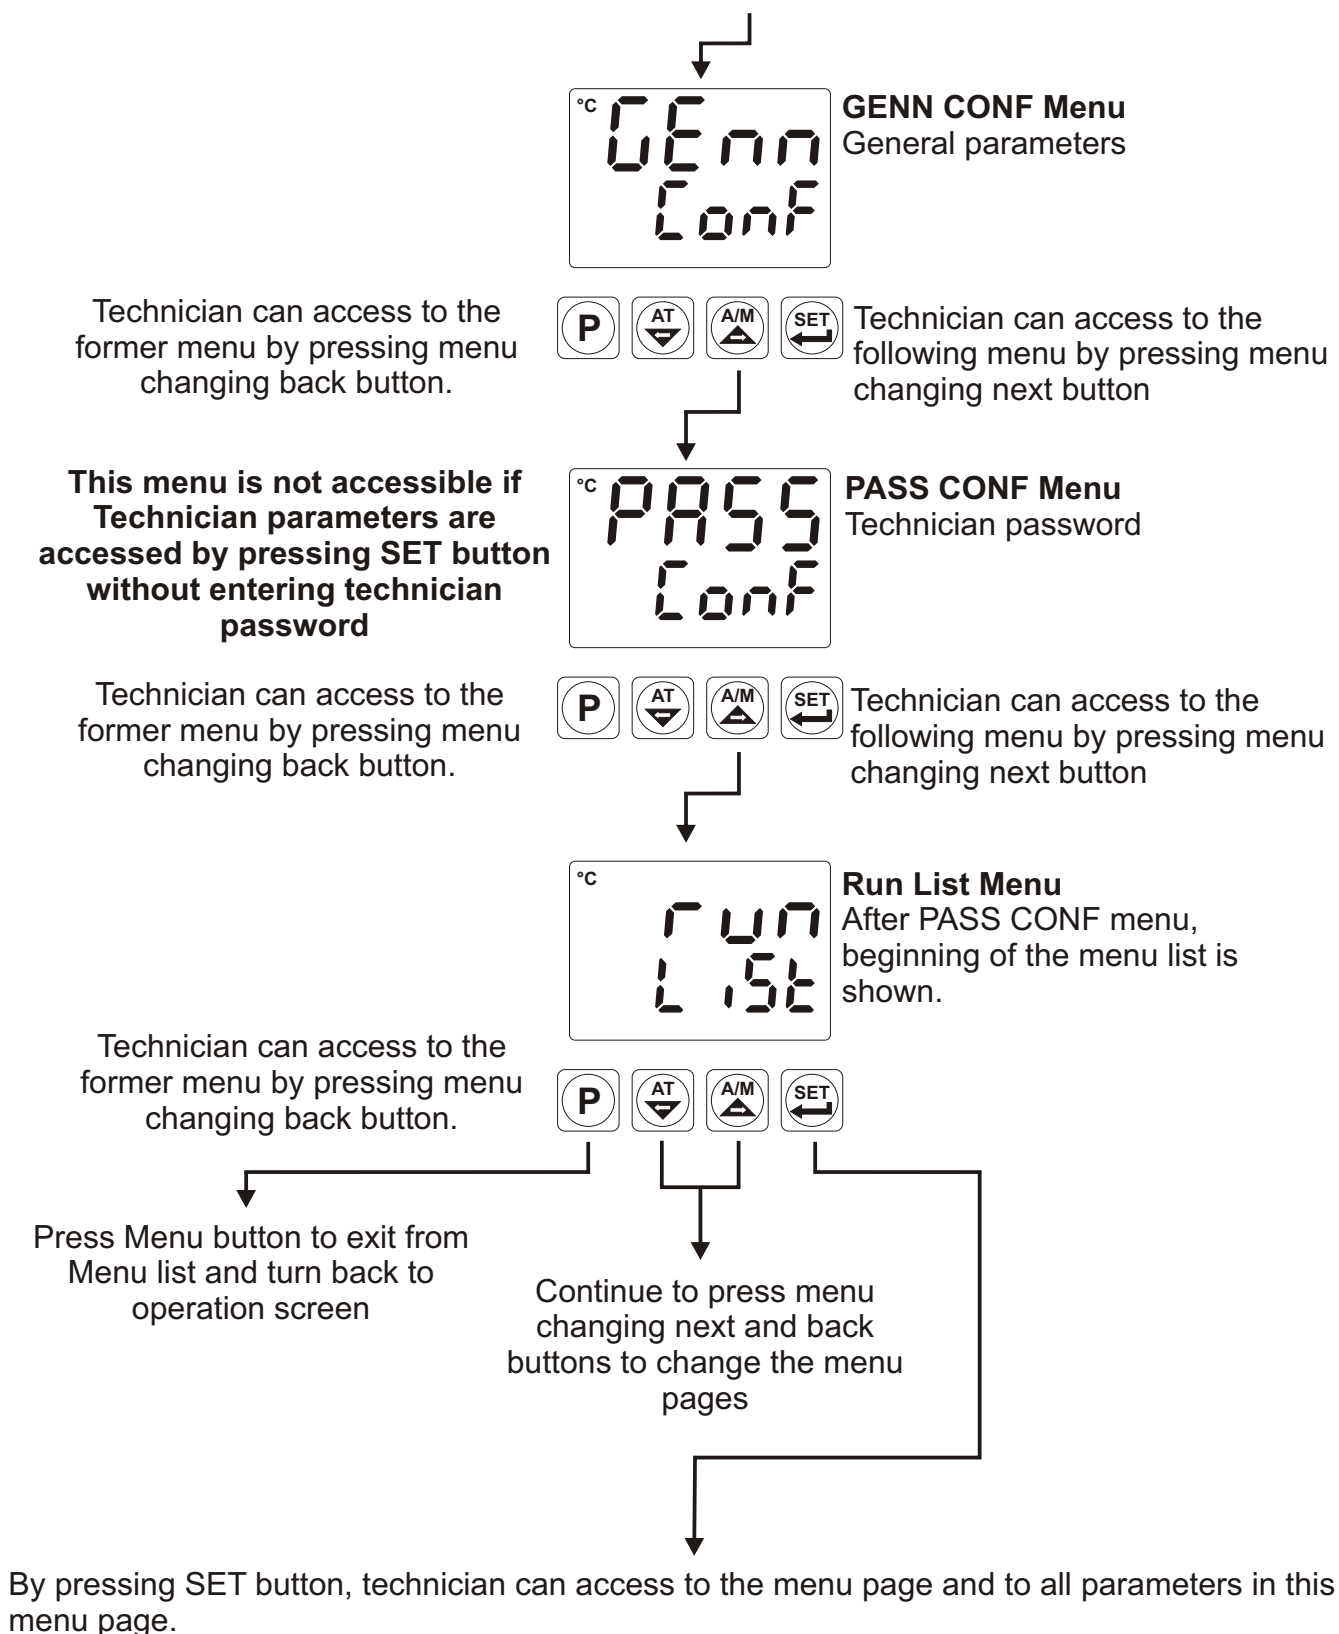 °C GEnn
ConF
GENN CONF Menu
General parameters
Technician can access to the
former menu by pressing menu
changing back button.
P AT A/M SET
Technician can access to the
following menu by pressing menu
changing next button
This menu is not accessible if
Technician parameters are
accessed by pressing SET button
without entering technician
password
°C PASS
ConF
PASS CONF Menu
Technician password
Technician can access to the
former menu by pressing menu
changing back button.
P AT A/M SET
Technician can access to the
following menu by pressing menu
changing next button
°C run
LiSt
Run List Menu
After PASS CONF menu,
beginning of the menu list is
shown.
Technician can access to the
former menu by pressing menu
changing back button.
P AT A/M SET
Press Menu button to exit from
Menu list and turn back to
operation screen
Continue to press menu
changing next and back
buttons to change the menu
pages
By pressing SET button, technician can access to the menu page and to all parameters in this
menu page.